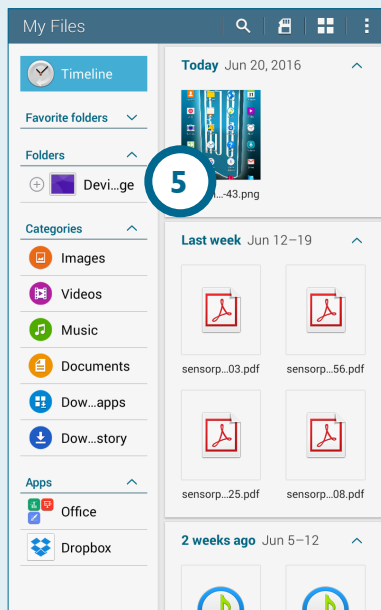 My Files
Timeline
Favorite folders
Folders
Devi...ge
Categories
Images
Videos
Music
Documents
Dow...apps
Dow...story
Apps
Office
Dropbox
5
Today Jun 20, 2016
...-43.png
Last week Jun 12–19
sensorp...03.pdf
sensorp...56.pdf
sensorp...25.pdf
sensorp...08.pdf
2 weeks ago Jun 5–12